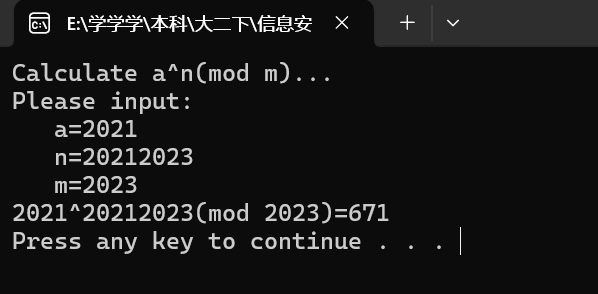 E:\学学学\本科\大二下\信息安
Calculate a^n(mod m)...
Please input:
a=2021
n=20212023
m=2023
2021^20212023(mod 2023)=671
Press any key to continue . . .